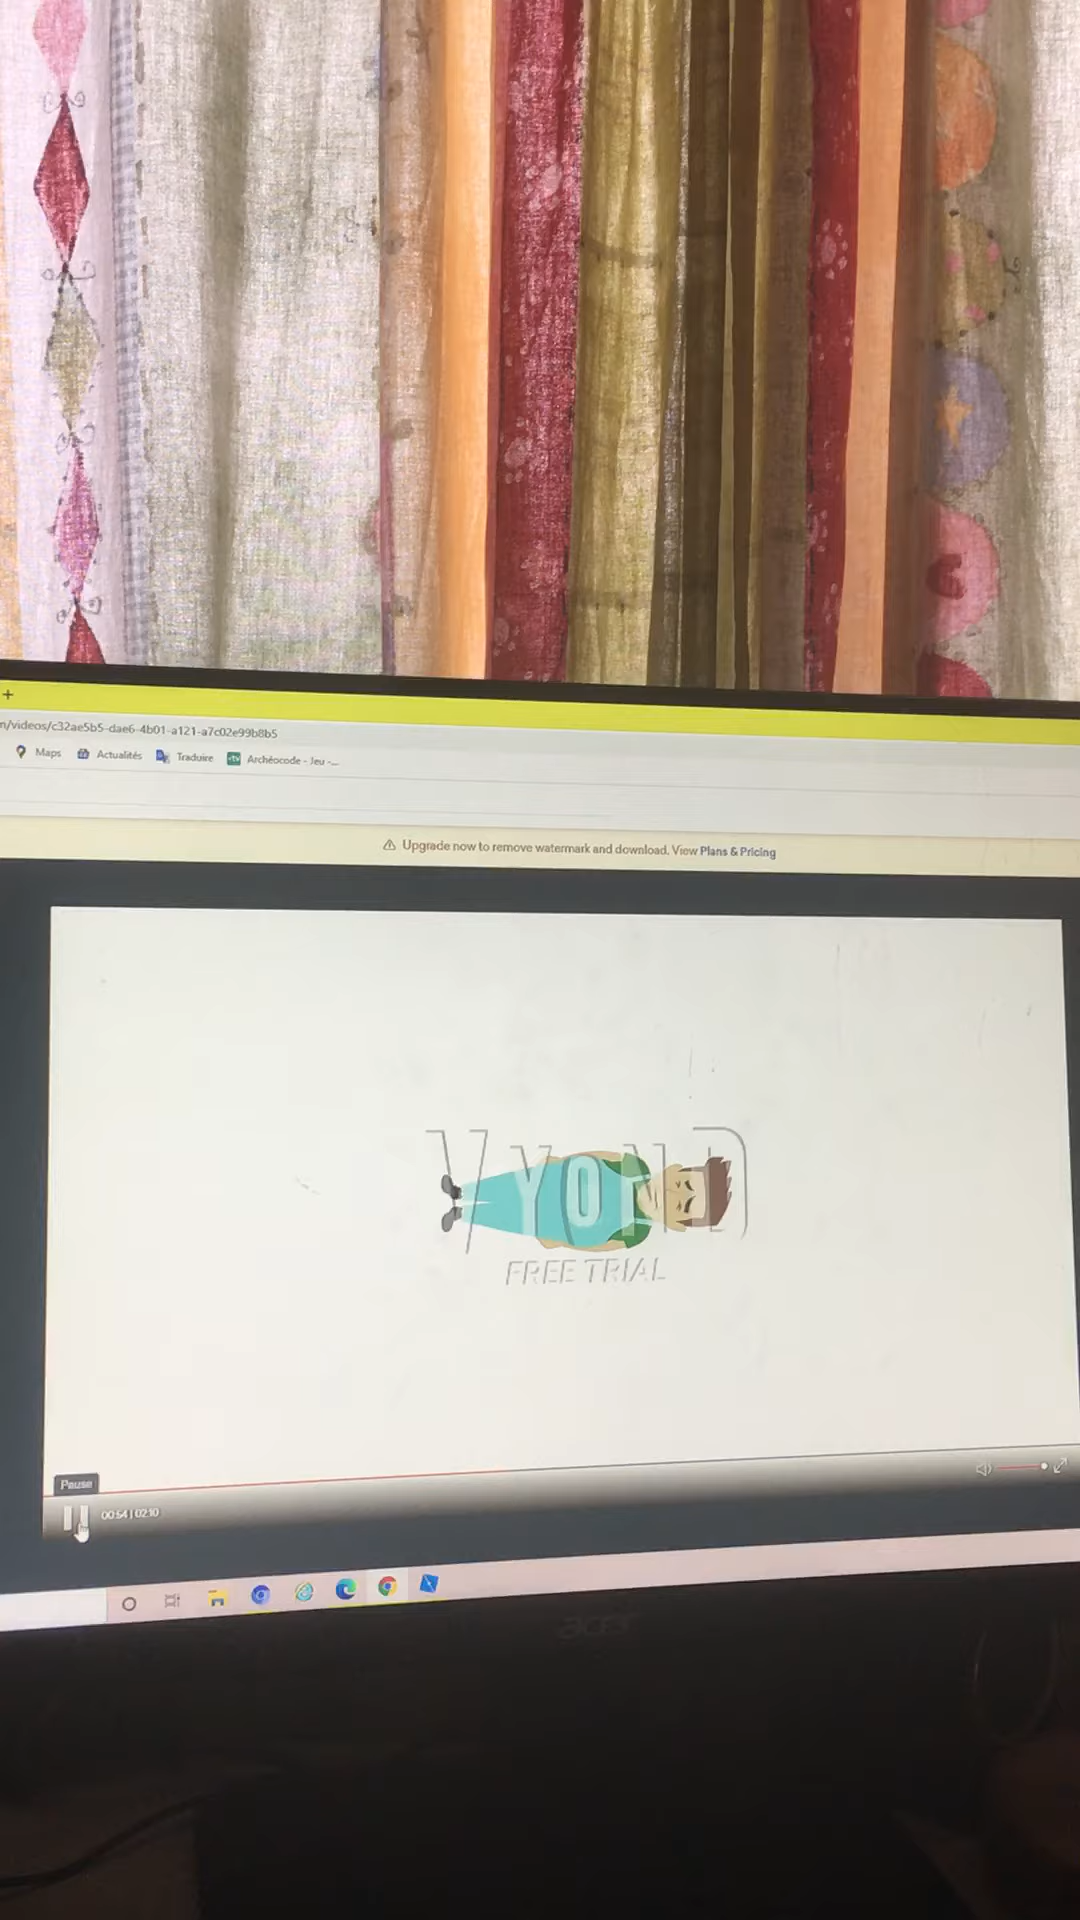 +
n/videos/c32ae5b5-dae6-4b01-a121-a7c02e99b8b5
Maps Actualités Traduire Archéocode - Jeu -...
Upgrade now to remove watermark and download. View Plans & Pricing
VYOND
FREE TRIAL
Pause
00:54 | 02:10
acer